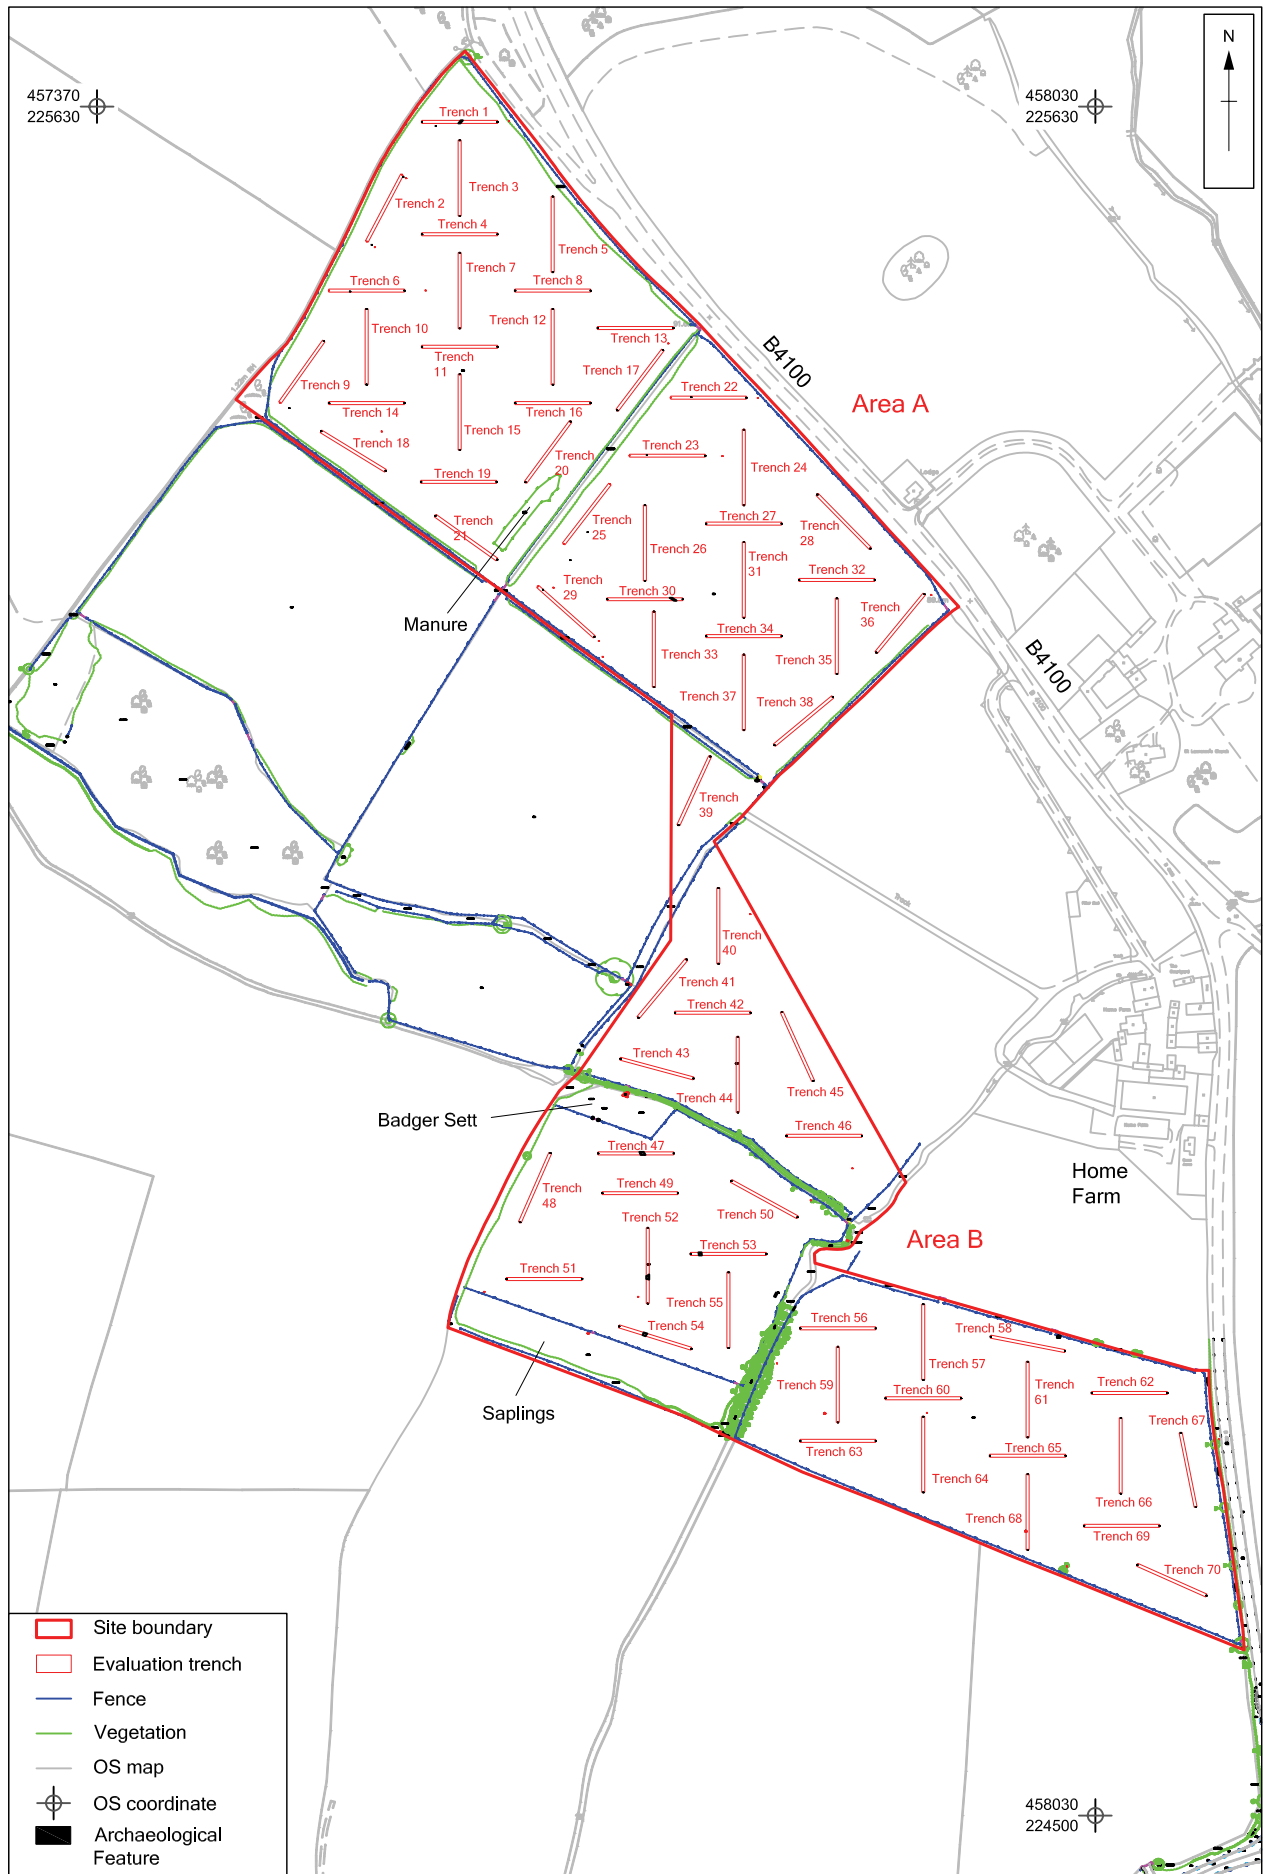 N
457370
225630
458030
225630
Trench 1
Trench 3
Trench 2
Trench 4
Trench 5
Trench 7
Trench 6
Trench 8
Trench 10
Trench 12
Trench 13
Trench
11
Trench 17
Trench 9
Trench 14
Trench 16
Trench 15
Trench 18
Trench
20
Trench 19
Trench
21
Manure
B4100
Area A
Trench 22
Trench 23
Trench 24
Trench
25
Trench 27
Trench
28
Trench 26
Trench
31
Trench 32
Trench
29
Trench 30
Trench
36
Trench 34
Trench 33
Trench 35
Trench 37
Trench 38
B4100
Lodge
Trench
39
Track
Trench
40
Trench 41
Trench 42
Trench 43
Trench 44
Trench 45
Trench 46
Badger Sett
Trench 47
Trench
48
Trench 49
Trench 50
Trench 52
Trench 53
Trench 51
Trench 55
Trench 54
Saplings
Home
Farm
Area B
Trench 56
Trench 58
Trench 57
Trench 59
Trench 60
Trench
61
Trench 62
Trench 67
Trench 63
Trench 65
Trench 64
Trench 66
Trench 68
Trench 69
Trench 70
Site boundary
Evaluation trench
Fence
Vegetation
OS map
OS coordinate
Archaeological
Feature
458030
224500